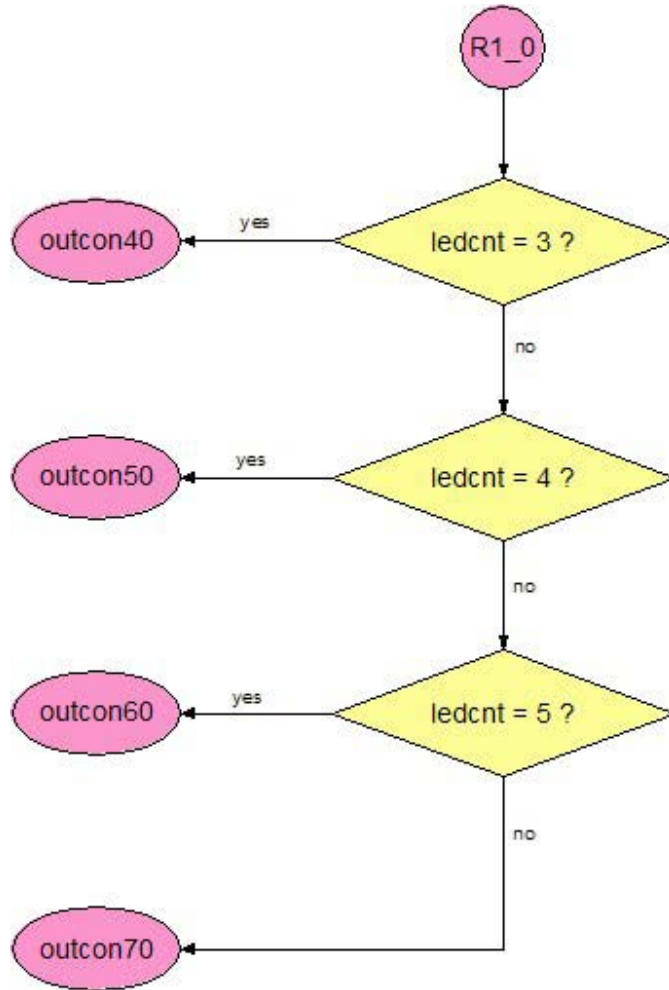 R1_0
ledcnt = 3 ?
yes
outcon40
no
ledcnt = 4 ?
yes
outcon50
no
ledcnt = 5 ?
yes
outcon60
no
outcon70